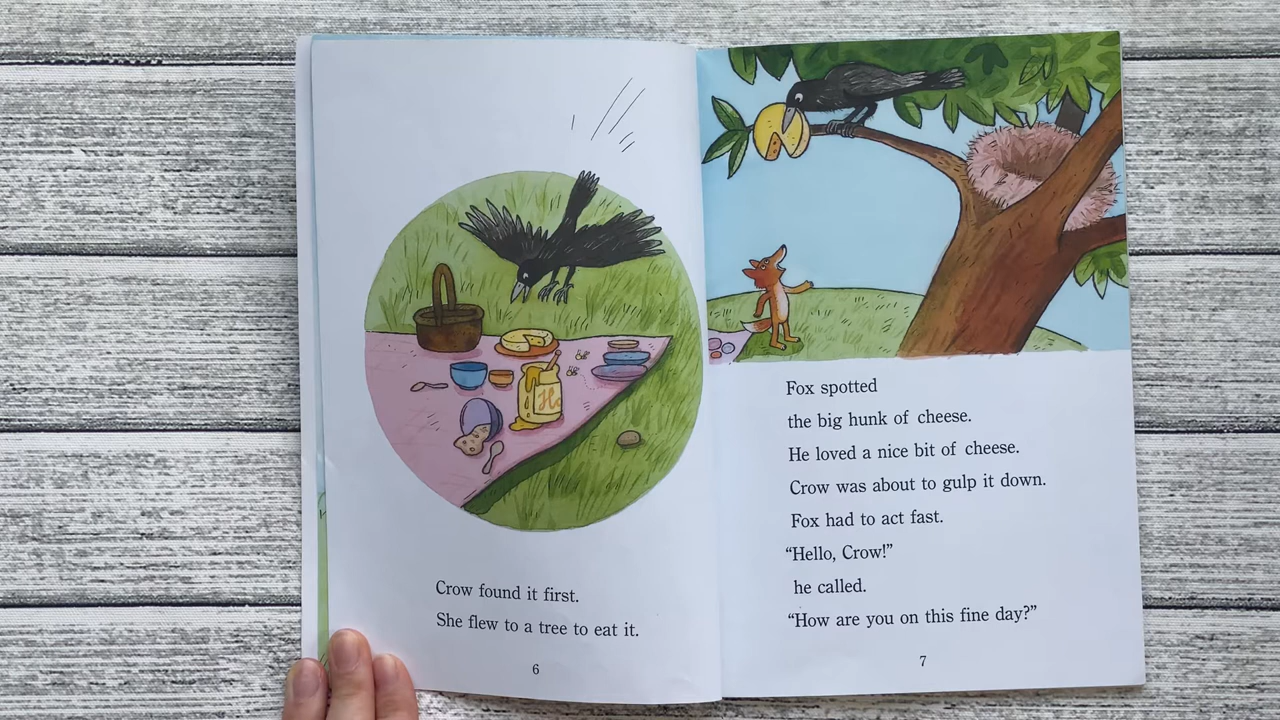 Crow found it first.
She flew to a tree to eat it.
6
Fox spotted
the big hunk of cheese.
He loved a nice bit of cheese.
Crow was about to gulp it down.
Fox had to act fast.
“Hello, Crow!”
he called.
“How are you on this fine day?”
7